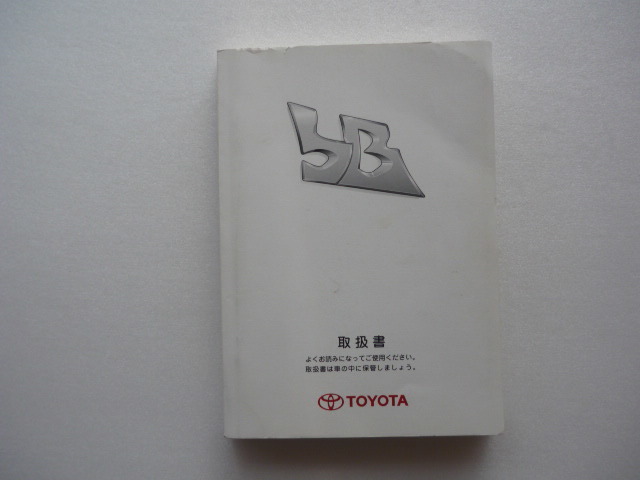 bB
取扱書
よくお読みになってご使用ください。
取扱書は車の中に保管しましょう。
TOYOTA